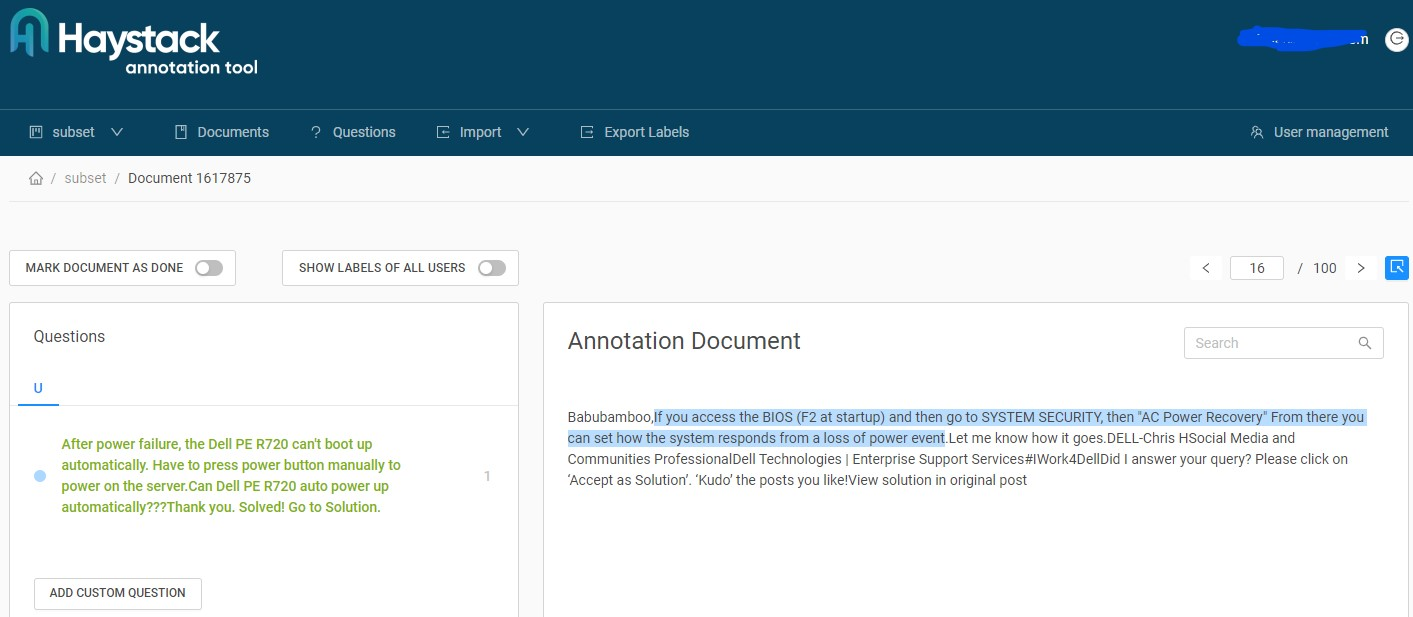 Haystack
annotation tool
subset
Documents
? Questions
Import
Export Labels
User management
/ subset / Document 1617875
MARK DOCUMENT AS DONE
SHOW LABELS OF ALL USERS
< 16 / 100 >
Questions
U
After power failure, the Dell PE R720 can't boot up
automatically. Have to press power button manually to
power on the server.Can Dell PE R720 auto power up
automatically???Thank you. Solved! Go to Solution.
1
ADD CUSTOM QUESTION
Annotation Document
Search
Babubamboo,If you access the BIOS (F2 at startup) and then go to SYSTEM SECURITY, then "AC Power Recovery" From there you
can set how the system responds from a loss of power event.Let me know how it goes.DELL-Chris HSocial Media and
Communities ProfessionalDell Technologies | Enterprise Support Services#IWork4DellDid I answer your query? Please click on
‘Accept as Solution’. ‘Kudo’ the posts you like!View solution in original post